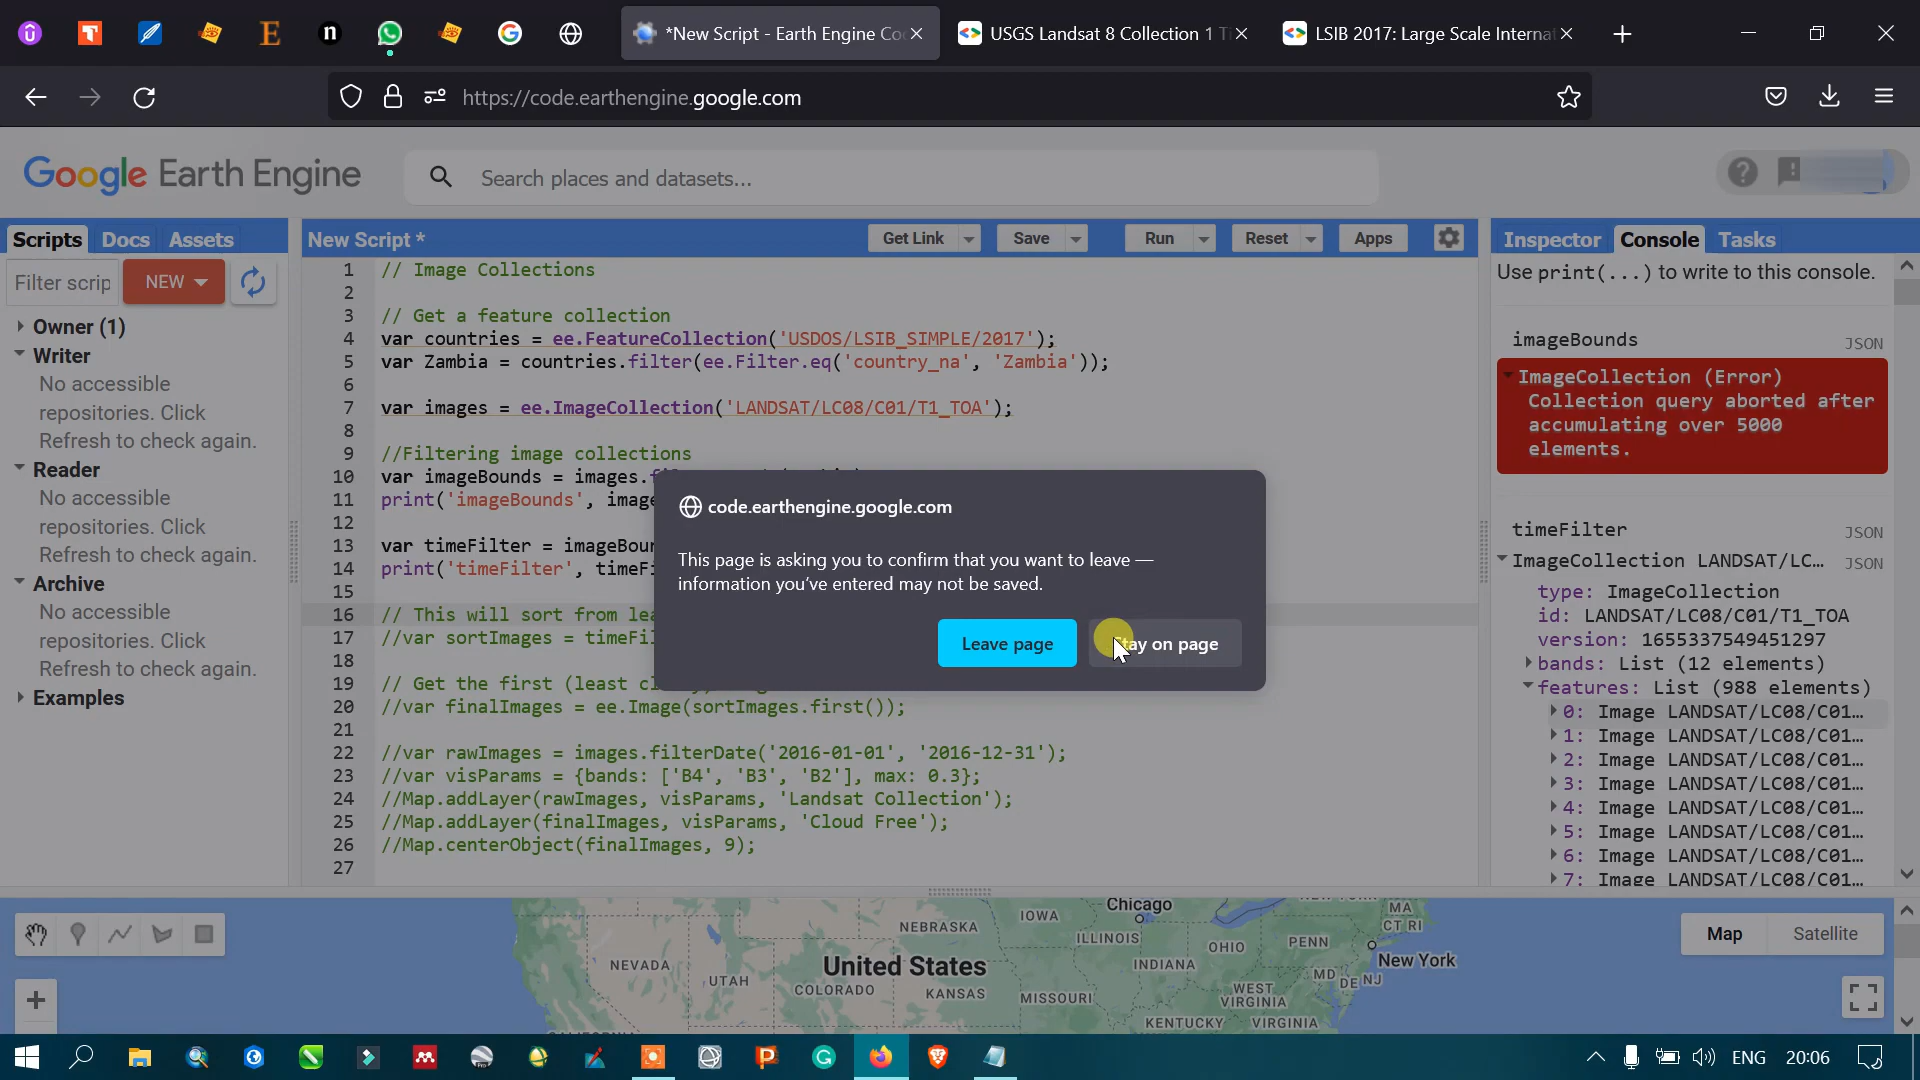 *New Script - Earth Engine Co
USGS Landsat 8 Collection 1 T
LSIB 2017: Large Scale Interna
https://code.earthengine.google.com
Google Earth Engine
Search places and datasets...
Scripts Docs Assets
New Script *
Get Link
Save
Run
Reset
Apps
Inspector Console Tasks
Filter scrip
NEW
Owner (1)
Writer
No accessible
repositories. Click
Refresh to check again.
Reader
No accessible
repositories. Click
Refresh to check again.
Archive
No accessible
repositories. Click
Refresh to check again.
Examples
1 // Image Collections
2
3 // Get a feature collection
4 var countries = ee.FeatureCollection('USDOS/LSIB_SIMPLE/2017');
5 var Zambia = countries.filter(ee.Filter.eq('country_na', 'Zambia'));
6
7 var images = ee.ImageCollection('LANDSAT/LC08/C01/T1_TOA');
8
9 //Filtering image collections
10 var imageBounds = images.
11 print('imageBounds', image
12
13 var timeFilter = imageBou
14 print('timeFilter', timeFi
15
16 // This will sort from lea
17 //var sortImages = timeFi
18
19 // Get the first (least c
20 //var finalImages = ee.Image(sortImages.first());
21
22 //var rawImages = images.filterDate('2016-01-01', '2016-12-31');
23 //var visParams = {bands: ['B4', 'B3', 'B2'], max: 0.3};
24 //Map.addLayer(rawImages, visParams, 'Landsat Collection');
25 //Map.addLayer(finalImages, visParams, 'Cloud Free');
26 //Map.centerObject(finalImages, 9);
27
code.earthengine.google.com
This page is asking you to confirm that you want to leave —
information you've entered may not be saved.
Leave page
Stay on page
Use print(...) to write to this console.
imageBounds JSON
ImageCollection (Error)
Collection query aborted after
accumulating over 5000
elements.
timeFilter JSON
ImageCollection LANDSAT/LC... JSON
type: ImageCollection
id: LANDSAT/LC08/C01/T1_TOA
version: 1655337549451297
bands: List (12 elements)
features: List (988 elements)
0: Image LANDSAT/LC08/C01...
1: Image LANDSAT/LC08/C01...
2: Image LANDSAT/LC08/C01...
3: Image LANDSAT/LC08/C01...
4: Image LANDSAT/LC08/C01...
5: Image LANDSAT/LC08/C01...
6: Image LANDSAT/LC08/C01...
7: Image LANDSAT/LC08/C01...
Chicago
IOWA
NEBRASKA
ILLINOIS
INDIANA
OHIO
PENN
MA
CT RI
New York
NEVADA
UTAH
United States
COLORADO
KANSAS
MISSOURI
WEST
VIRGINIA
MD
DE NJ
KENTUCKY
VIRGINIA
Map
Satellite
ENG
20:06